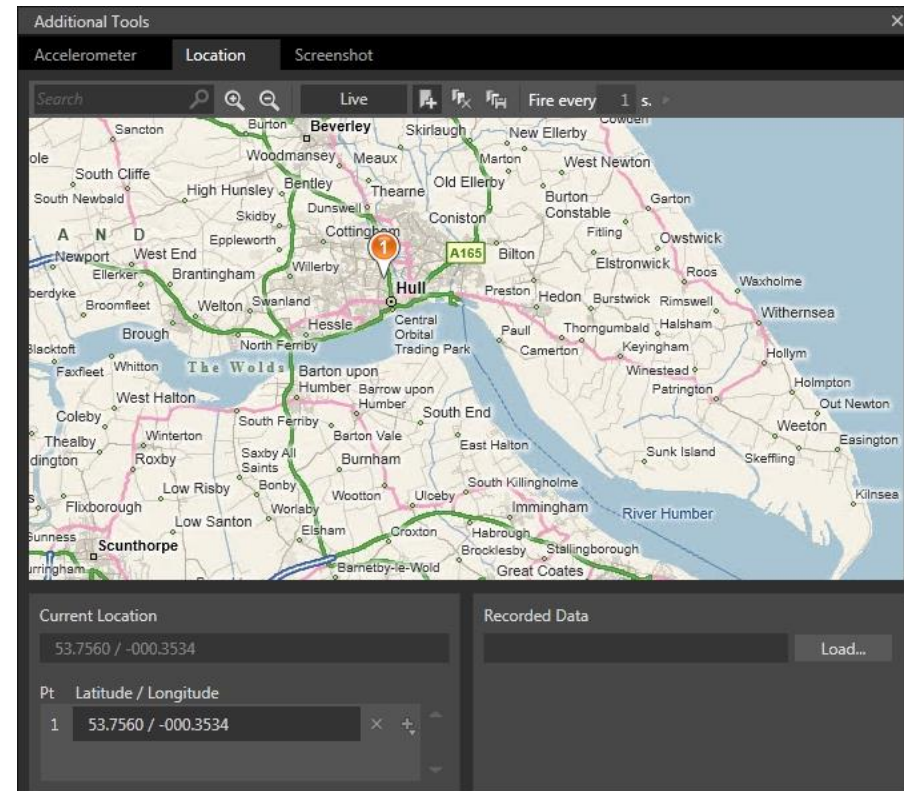 Additional Tools
Accelerometer Location Screenshot
Search Live Fire every 1 s.
Sancton Burton Beverley Skirlaugh New Ellerby Cowden
ole Woodmansey Meaux Marton West Newton
South Cliffe Old Ellerby
South Newbald High Hunsley Bentley Thearne Burton Constable Garton
Skidby Dunswell Coniston
A N D Eppleworth Cottingham Fitling Owstwick
Newport West End Willerby 1 A165 Bilton Elstronwick Roos
Ellerker Brantingham Hull Preston Waxholme
berdyke Broomfleet Welton Swanland Hedon Burstwick Rimswell Withernsea
Brough Hessle Central Orbital Trading Park Paull Thorngumbald Halsham
Blacktoft North Ferriby Camerton Keyingham Hollym
Faxfleet Whitton The Wolds Barton upon Humber Winestead
West Halton Barrow upon Humber Patrington Holmpton
Coleby South Ferriby South End Out Newton
Thealby Winterton Barton Vale Weeton
dington Roxby Saxby All Saints Burnham East Halton Sunk Island Skeffling Easington
Low Risby Bonby Wootton Ulceby South Killingholme Kilnsea
Flixborough Worlaby Immingham River Humber
Low Santon Elsham Croxton Habrough
Gunness Scunthorpe Brocklesby Stallingborough
urringham Barnetby-le-Wold Great Coates
Current Location Recorded Data
53.7560 / -000.3534 Load...
Pt Latitude / Longitude
1 53.7560 / -000.3534